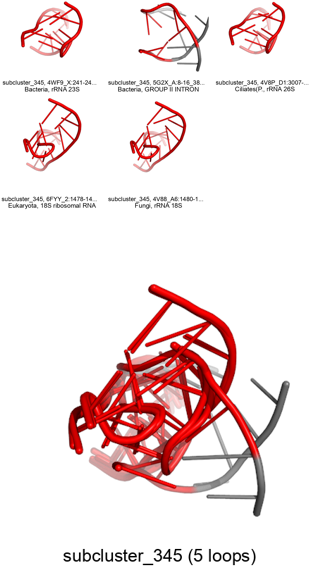 subcluster_345, 4WF9_X:241-24...
Bacteria, rRNA 23S
subcluster_345, 5G2X_A:8-16_38...
Bacteria, GROUP II INTRON
subcluster_345, 4V8P_D1:3007-...
Ciliates(P., rRNA 26S
subcluster_345, 6FYY_2:1478-14...
Eukaryota, 18S ribosomal RNA
subcluster_345, 4V88_A6:1480-1...
Fungi, rRNA 18S
subcluster_345 (5 loops)